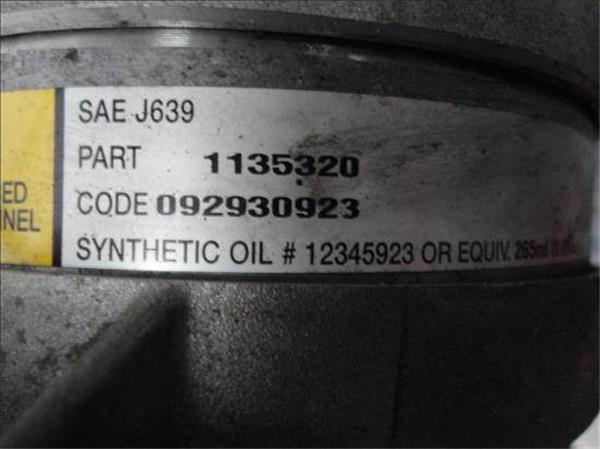 SAE J639
PART 1135320
ED CODE 092930923
NEL
SYNTHETIC OIL # 12345923 OR EQUIV. 265ml